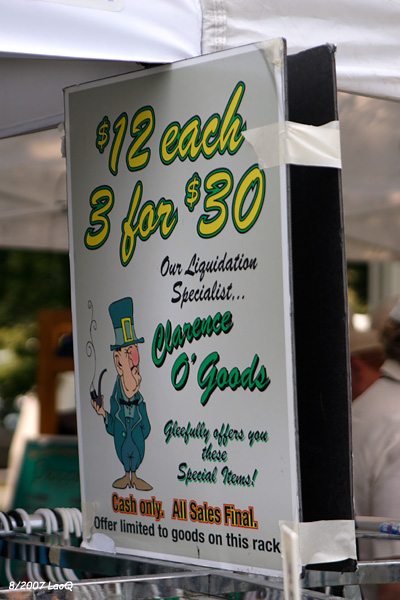 $12 each
3 for $30
Our Liquidation
Specialist...
Clarence
O'Goods
Gleefully offers you
these
Special Items!
Cash only. All Sales Final.
Offer limited to goods on this rack
8/2007 LaoQ